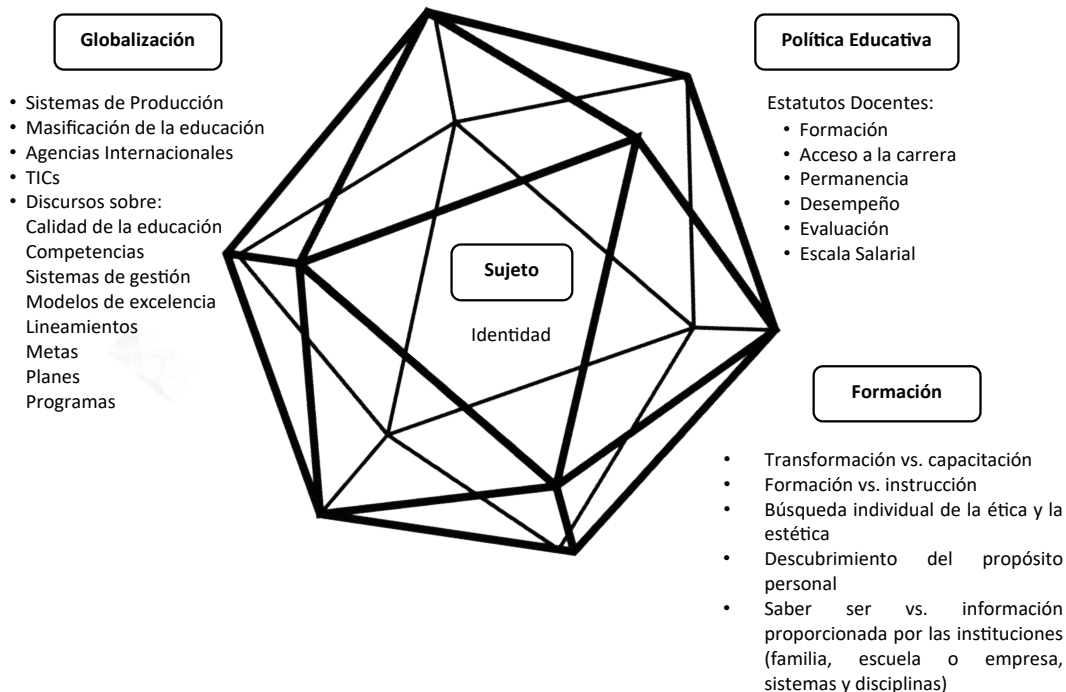 Globalización
• Sistemas de Producción
• Masificación de la educación
• Agencias Internacionales
• TICs
• Discursos sobre:
Calidad de la educación
Competencias
Sistemas de gestión
Modelos de excelencia
Lineamientos
Metas
Planes
Programas
Sujeto
Identidad
Política Educativa
Estatutos Docentes:
• Formación
• Acceso a la carrera
• Permanencia
• Desempeño
• Evaluación
• Escala Salarial
Formación
• Transformación vs. capacitación
• Formación vs. instrucción
• Búsqueda individual de la ética y la
estética
• Descubrimiento del propósito
personal
• Saber ser vs. información
proporcionada por las instituciones
(familia, escuela o empresa,
sistemas y disciplinas)